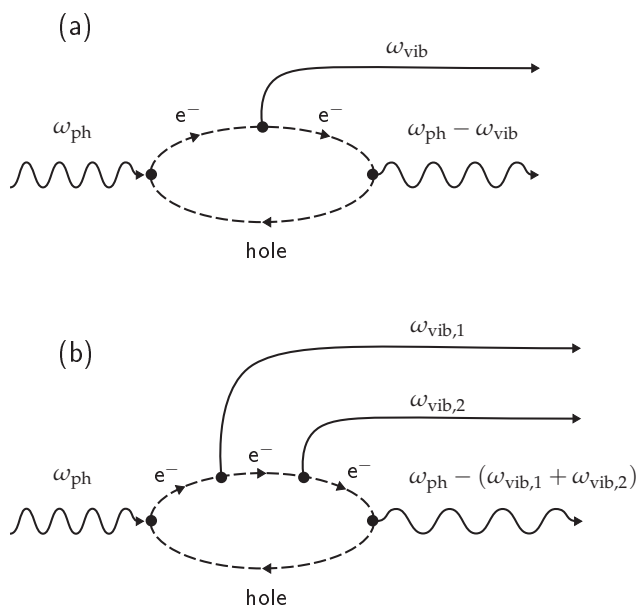 (a)
ω_vib
e⁻ e⁻
ω_ph
ω_ph − ω_vib
hole
(b)
ω_vib,1
ω_vib,2
e⁻ e⁻ e⁻
ω_ph
ω_ph − (ω_vib,1 + ω_vib,2)
hole